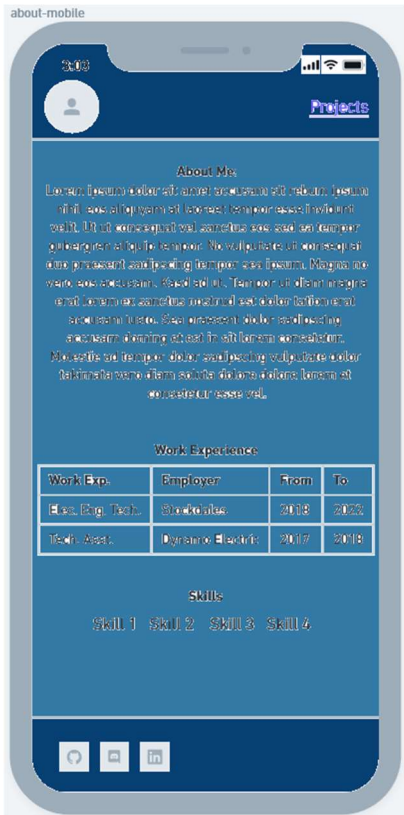 about-mobile
3:03
Projects
About Me:
Lorem ipsum dolor sit amet accusam sit rebum ipsum
nihil eos aliquyam at laoreet tempor esse invidunt
velit. Ut ut consequat vel sanctus eos sed ea tempor
gubergren aliquip tempor. No vulputate ut consequat
duo praesent sadipscing tempor sea ipsum. Magna no
vero eos accusam. Kasd ad ut. Tempor ut diam magna
erat lorem ex sanctus nostrud est dolor tation erat
accusam iusto. Sea praesent dolor sadipscing
accusam doming et est in sit lorem consetetur.
Molestie ad tempor dolor sadipscing vulputate dolor
takimata vero diam soluta dolore dolore lorem et
consetetur esse vel.
Work Experience
Work Exp. Employer From To
Elec. Eng. Tech. Stockdales 2018 2022
Tech. Asst. Dynamo Electric 2017 2018
Skills
Skill 1 Skill 2 Skill 3 Skill 4
in